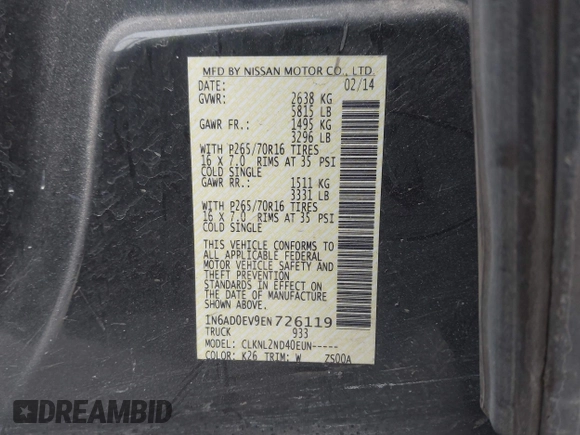 MFD BY NISSAN MOTOR CO., LTD.
DATE: 02/14
GVWR: 2638 KG
5815 LB
GAWR FR.: 1495 KG
3296 LB
WITH P265/70R16 TIRES
16 X 7.0 RIMS AT 35 PSI
COLD SINGLE
GAWR RR.: 1511 KG
3331 LB
WITH P265/70R16 TIRES
16 X 7.0 RIMS AT 35 PSI
COLD SINGLE
THIS VEHICLE CONFORMS TO
ALL APPLICABLE FEDERAL
MOTOR VEHICLE SAFETY AND
THEFT PREVENTION
STANDARDS IN EFFECT ON
THE DATE OF MANUFACTURE
SHOWN ABOVE.
1N6AD0EV9EN726119
TRUCK 933
MODEL: CLKNL2ND40EUN-----
COLOR: K26 TRIM: W ZS00A
DREAMBID